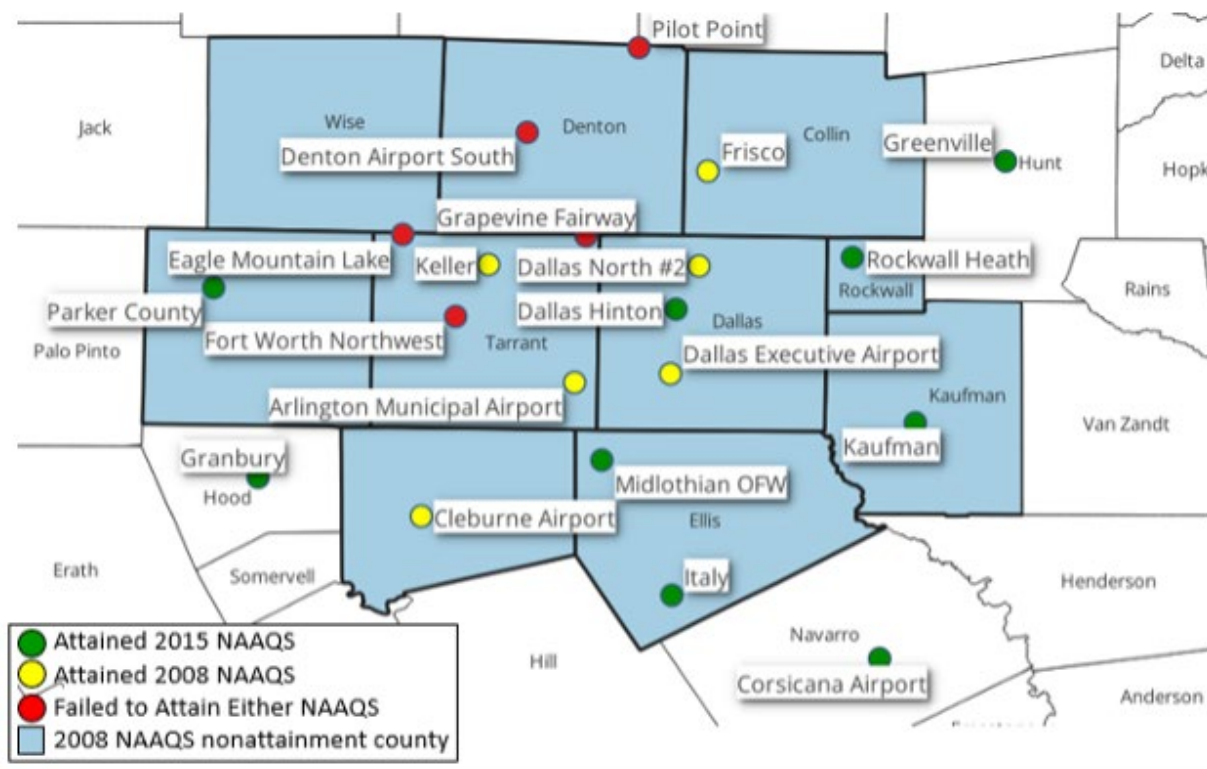 Pilot Point
Delta
Jack
Wise
Denton
Collin
Denton Airport South
Frisco
Greenville
Hunt
Hopk
Grapevine Fairway
Eagle Mountain Lake
Keller
Dallas North #2
Rockwall Heath
Rockwall
Rains
Parker County
Dallas Hinton
Dallas
Palo Pinto
Fort Worth Northwest
Tarrant
Dallas Executive Airport
Arlington Municipal Airport
Kaufman
Van Zandt
Kaufman
Granbury
Hood
Midlothian OFW
Cleburne Airport
Ellis
Erath
Somervell
Italy
Henderson
Navarro
Hill
Corsicana Airport
Anderson
Attained 2015 NAAQS
Attained 2008 NAAQS
Failed to Attain Either NAAQS
2008 NAAQS nonattainment county